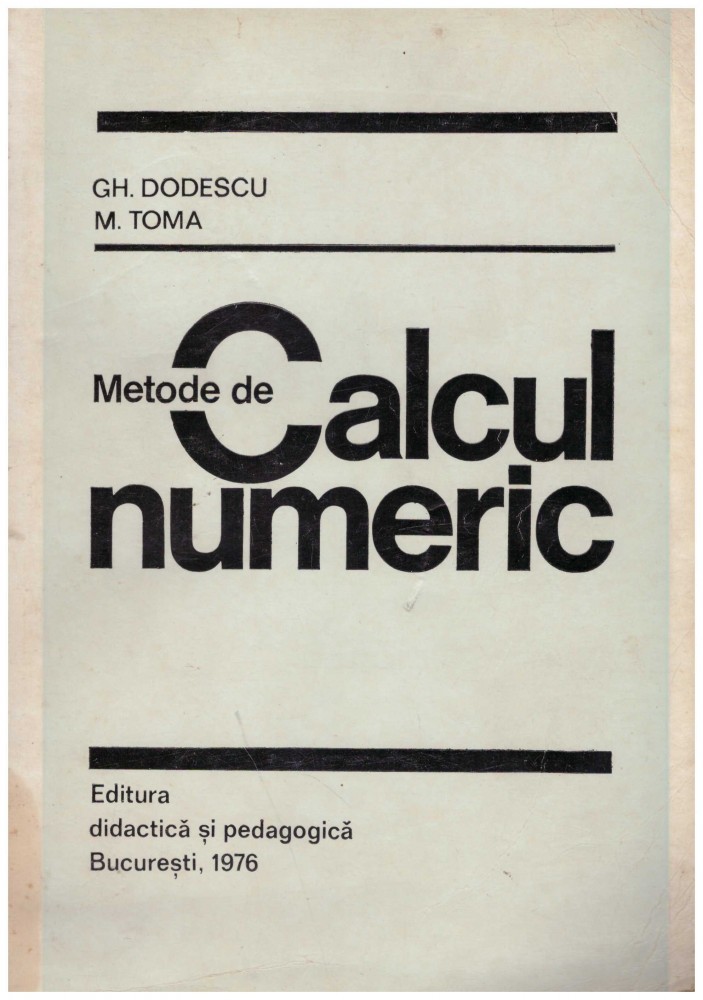 GH. DODESCU
M. TOMA
Metode de Calcul
numeric
Editura
didactică și pedagogică
București, 1976